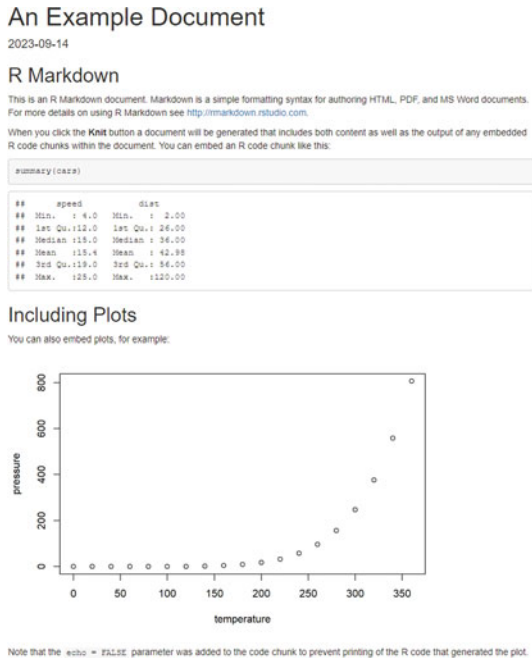 An Example Document
2023-09-14
R Markdown
This is an R Markdown document. Markdown is a simple formatting syntax for authoring HTML, PDF, and MS Word documents.
For more details on using R Markdown see http://rmarkdown.rstudio.com.
When you click the Knit button a document will be generated that includes both content as well as the output of any embedded
R code chunks within the document. You can embed an R code chunk like this:
summary(cars)
##      speed           dist
##  Min.   : 4.0   Min.   :  2.00
##  1st Qu.:12.0   1st Qu.: 26.00
##  Median :15.0   Median : 36.00
##  Mean   :15.4   Mean   : 42.98
##  3rd Qu.:19.0   3rd Qu.: 56.00
##  Max.   :25.0   Max.   :120.00
Including Plots
You can also embed plots, for example:
800
600
400
200
0
pressure
0 50 100 150 200 250 300 350
temperature
Note that the echo = FALSE parameter was added to the code chunk to prevent printing of the R code that generated the plot.